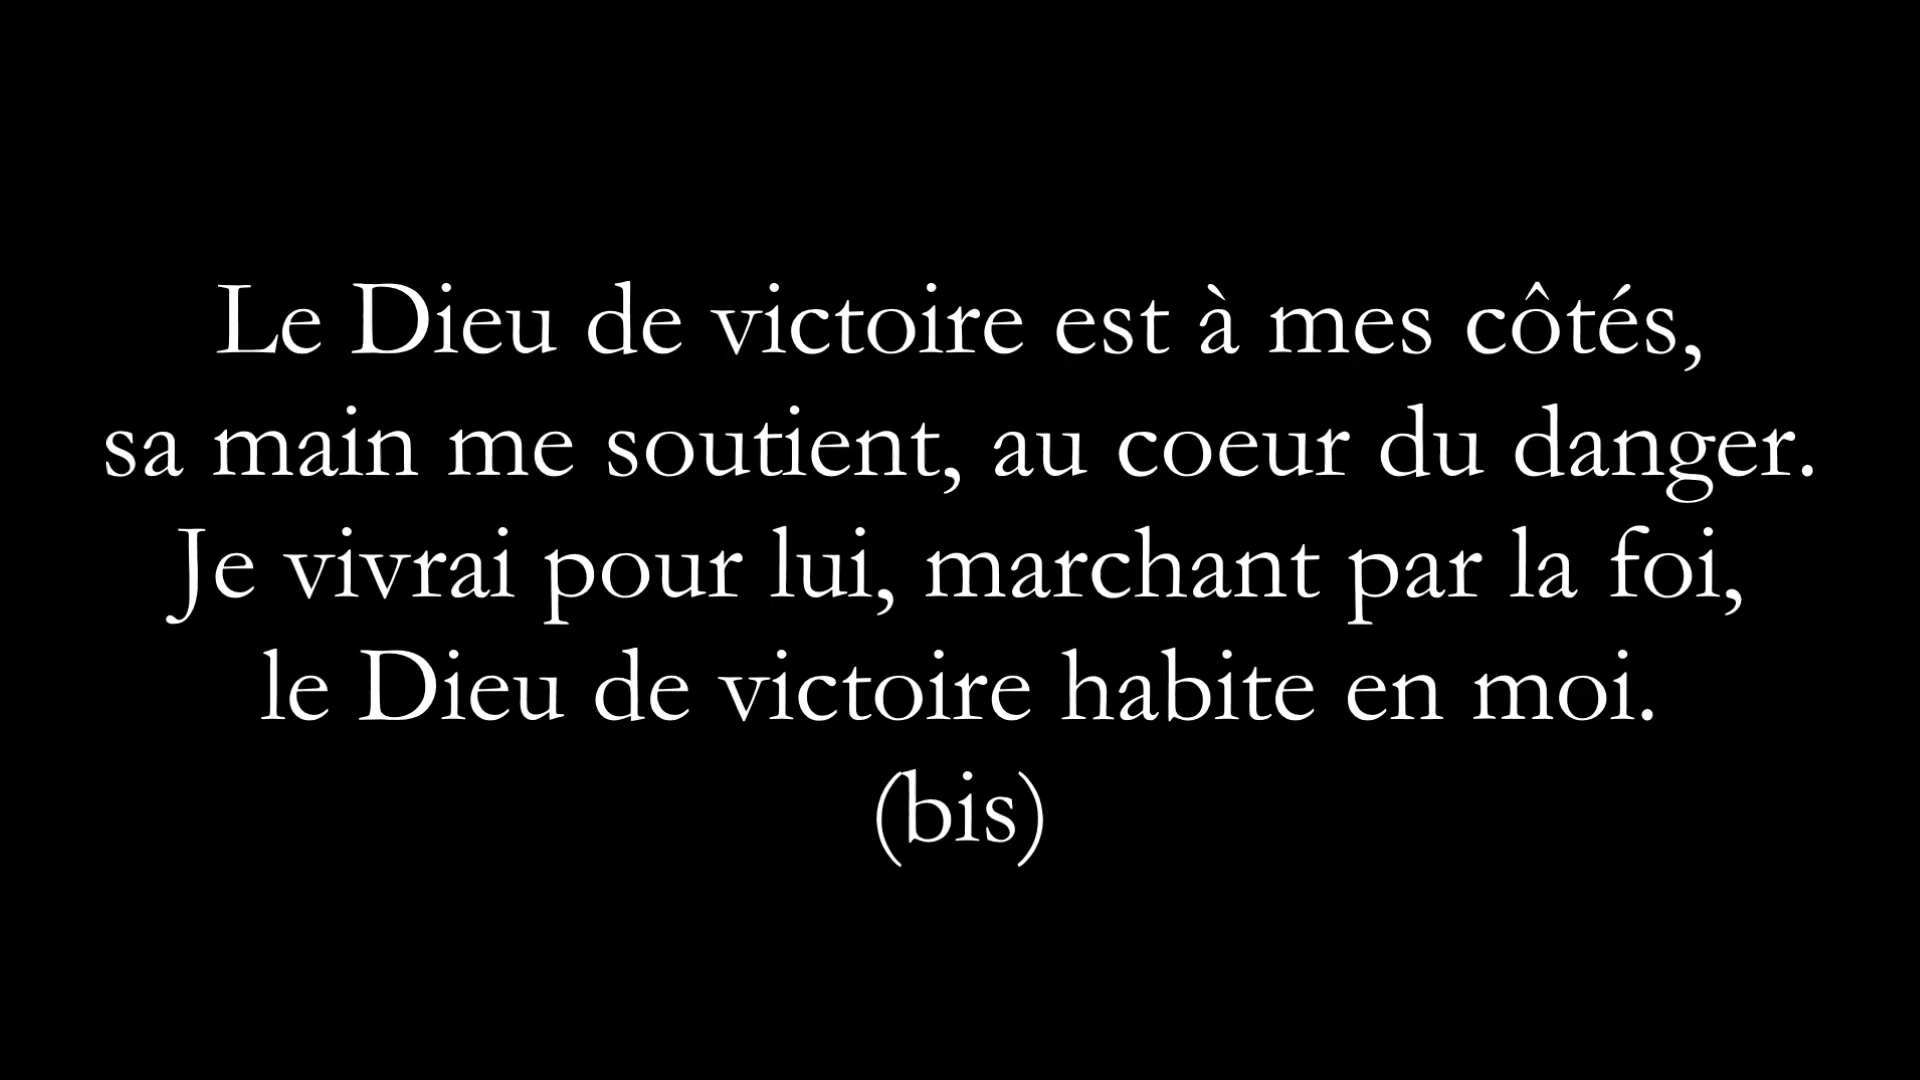 Le Dieu de victoire est à mes côtés,
sa main me soutient, au coeur du danger.
Je vivrai pour lui, marchant par la foi,
le Dieu de victoire habite en moi.
(bis)